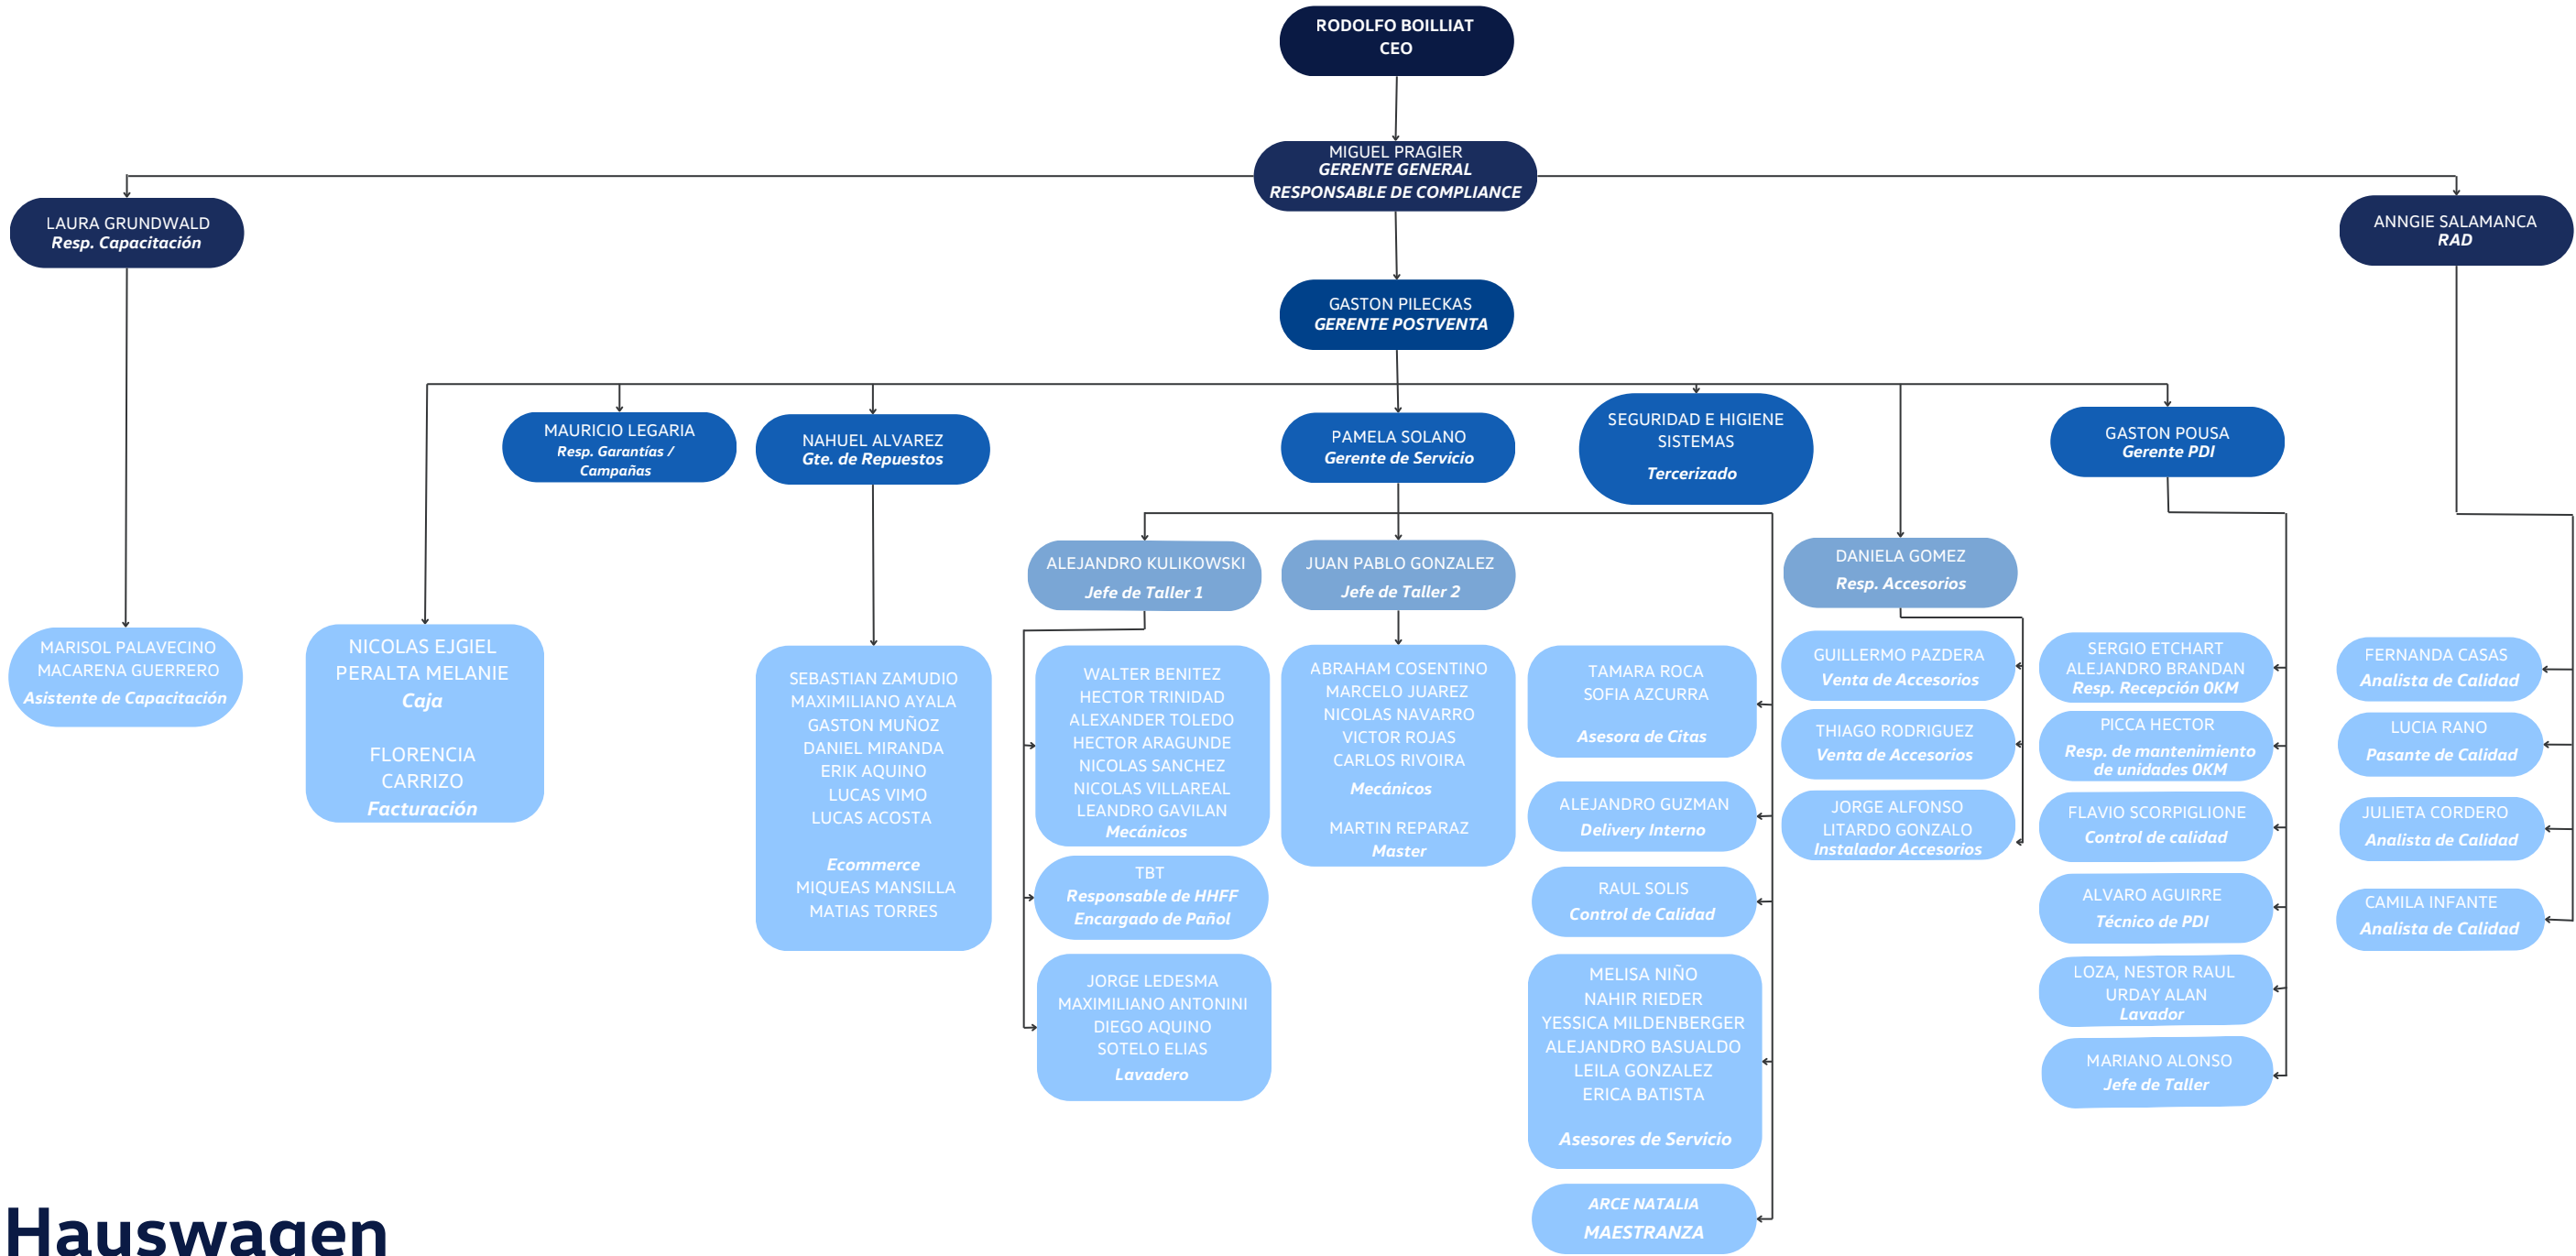 RODOLFO BOILLIAT
CEO
MIGUEL PRAGIER
GERENTE GENERAL
RESPONSABLE DE COMPLIANCE
LAURA GRUNDWALD
Resp. Capacitación
ANNGIE SALAMANCA
RAD
GASTON PILECKAS
GERENTE POSTVENTA
MAURICIO LEGARIA
Resp. Garantías /
Campañas
NAHUEL ALVAREZ
Gte. de Repuestos
PAMELA SOLANO
Gerente de Servicio
SEGURIDAD E HIGIENE
SISTEMAS
Tercerizado
GASTON POUSA
Gerente PDI
ALEJANDRO KULIKOWSKI
Jefe de Taller 1
JUAN PABLO GONZALEZ
Jefe de Taller 2
DANIELA GOMEZ
Resp. Accesorios
MARISOL PALAVECINO
MACARENA GUERRERO
Asistente de Capacitación
NICOLAS EJGIEL
PERALTA MELANIE
Caja
FLORENCIA
CARRIZO
Facturación
SEBASTIAN ZAMUDIO
MAXIMILIANO AYALA
GASTON MUÑOZ
DANIEL MIRANDA
ERIK AQUINO
LUCAS VIMO
LUCAS ACOSTA
Ecommerce
MIQUEAS MANSILLA
MATIAS TORRES
WALTER BENITEZ
HECTOR TRINIDAD
ALEXANDER TOLEDO
HECTOR ARAGUNDE
NICOLAS SANCHEZ
NICOLAS VILLAREAL
LEANDRO GAVILAN
Mecánicos
TBT
Responsable de HHFF
Encargado de Pañol
JORGE LEDESMA
MAXIMILIANO ANTONINI
DIEGO AQUINO
SOTELO ELIAS
Lavadero
ABRAHAM COSENTINO
MARCELO JUAREZ
NICOLAS NAVARRO
VICTOR ROJAS
CARLOS RIVOIRA
Mecánicos
MARTIN REPARAZ
Master
TAMARA ROCA
SOFIA AZCURRA
Asesora de Citas
ALEJANDRO GUZMAN
Delivery Interno
RAUL SOLIS
Control de Calidad
MELISA NIÑO
NAHIR RIEDER
YESSICA MILDENBERGER
ALEJANDRO BASUALDO
LEILA GONZALEZ
ERICA BATISTA
Asesores de Servicio
ARCE NATALIA
MAESTRANZA
GUILLERMO PAZDERA
Venta de Accesorios
THIAGO RODRIGUEZ
Venta de Accesorios
JORGE ALFONSO
LITARDO GONZALO
Instalador Accesorios
SERGIO ETCHART
ALEJANDRO BRANDAN
Resp. Recepción 0KM
PICCA HECTOR
Resp. de mantenimiento
de unidades 0KM
FLAVIO SCORPIGLIONE
Control de calidad
ALVARO AGUIRRE
Técnico de PDI
LOZA, NESTOR RAUL
URDAY ALAN
Lavador
MARIANO ALONSO
Jefe de Taller
FERNANDA CASAS
Analista de Calidad
LUCIA RANO
Pasante de Calidad
JULIETA CORDERO
Analista de Calidad
CAMILA INFANTE
Analista de Calidad
Hauswagen